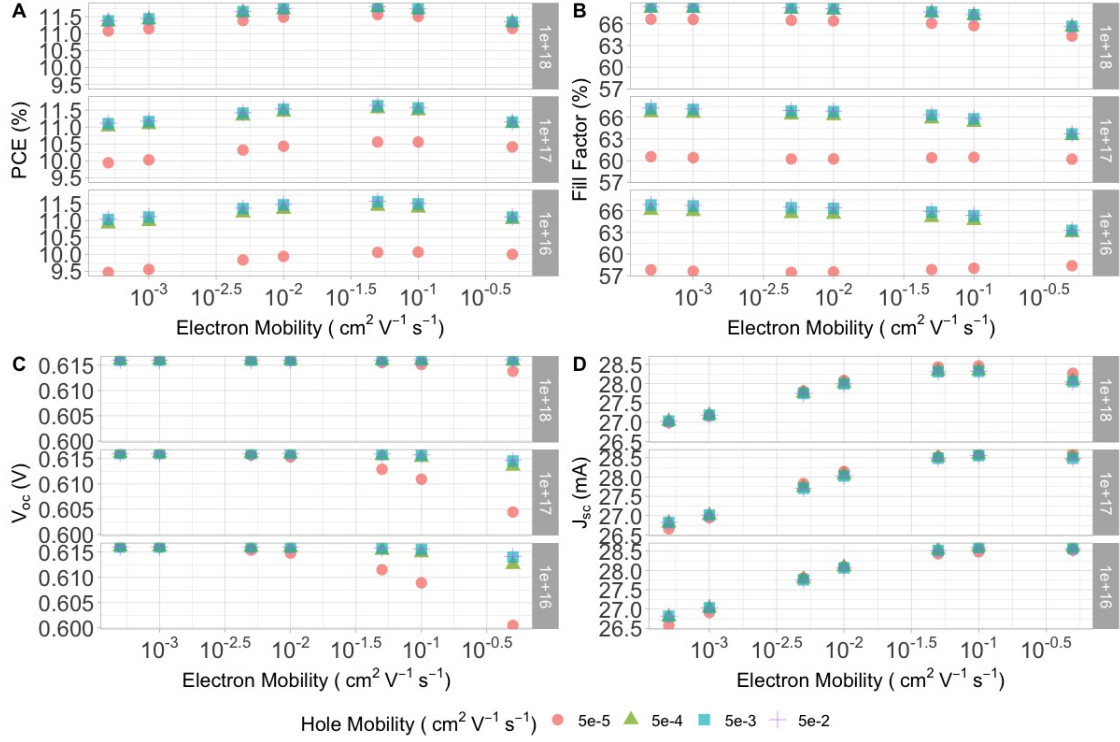 A
PCE (%)
11.5
11.0
10.5
10.0
9.5
1e+18
11.5
11.0
10.5
10.0
9.5
1e+17
11.5
11.0
10.5
10.0
9.5
1e+16
10⁻³ 10⁻²·⁵ 10⁻² 10⁻¹·⁵ 10⁻¹ 10⁻⁰·⁵
Electron Mobility ( cm² V⁻¹ s⁻¹)
B
Fill Factor (%)
66
63
60
57
1e+18
66
63
60
57
1e+17
66
60
57
1e+16
10⁻³ 10⁻²·⁵ 10⁻² 10⁻¹·⁵ 10⁻¹ 10⁻⁰·⁵
Electron Mobility ( cm² V⁻¹ s⁻¹)
C
V_oc (V)
0.615
0.610
0.605
0.600
1e+18
0.615
0.610
0.605
0.600
1e+17
0.615
0.610
0.605
0.600
1e+16
10⁻³ 10⁻²·⁵ 10⁻² 10⁻¹·⁵ 10⁻¹ 10⁻⁰·⁵
Electron Mobility ( cm² V⁻¹ s⁻¹)
D
J_sc (mA)
28.5
28.0
27.5
27.0
26.5
1e+18
28.5
28.0
27.5
27.0
26.5
1e+17
28.5
28.0
27.5
27.0
26.5
1e+16
10⁻³ 10⁻²·⁵ 10⁻² 10⁻¹·⁵ 10⁻¹ 10⁻⁰·⁵
Electron Mobility ( cm² V⁻¹ s⁻¹)
Hole Mobility ( cm² V⁻¹ s⁻¹) 5e-5 5e-4 5e-3 5e-2